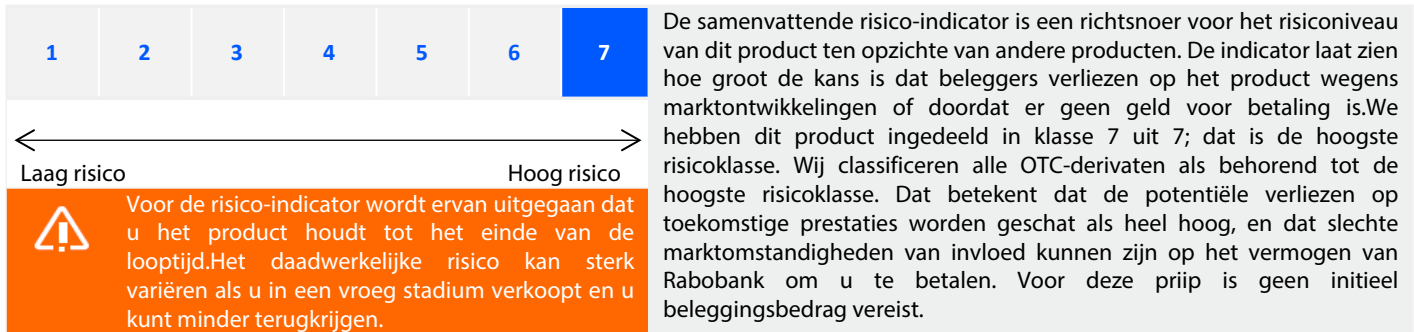 1 2 3 4 5 6 7
Laag risico Hoog risico
Voor de risico-indicator wordt ervan uitgegaan dat
u het product houdt tot het einde van de
looptijd.Het daadwerkelijke risico kan sterk
variëren als u in een vroeg stadium verkoopt en u
kunt minder terugkrijgen.
De samenvattende risico-indicator is een richtsnoer voor het risiconiveau
van dit product ten opzichte van andere producten. De indicator laat zien
hoe groot de kans is dat beleggers verliezen op het product wegens
marktontwikkelingen of doordat er geen geld voor betaling is.We
hebben dit product ingedeeld in klasse 7 uit 7; dat is de hoogste
risicoklasse. Wij classificeren alle OTC-derivaten als behorend tot de
hoogste risicoklasse. Dat betekent dat de potentiële verliezen op
toekomstige prestaties worden geschat als heel hoog, en dat slechte
marktomstandigheden van invloed kunnen zijn op het vermogen van
Rabobank om u te betalen. Voor deze priip is geen initieel
beleggingsbedrag vereist.